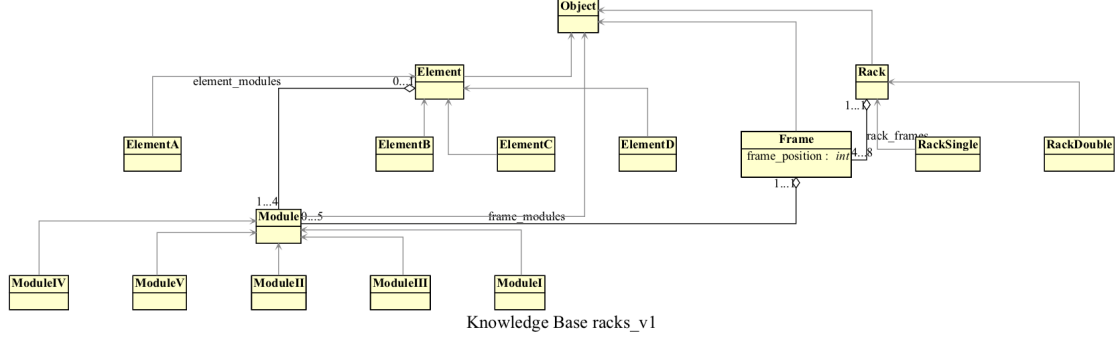 Object
Element
Rack
element_modules
0...1
1...1
ElementA
ElementB
ElementC
ElementD
Frame
frame_position : int
4...8
rack_frames
RackSingle
RackDouble
1...1
1...4
Module
0...5
frame_modules
ModuleIV
ModuleV
ModuleII
ModuleIII
ModuleI
Knowledge Base racks_v1